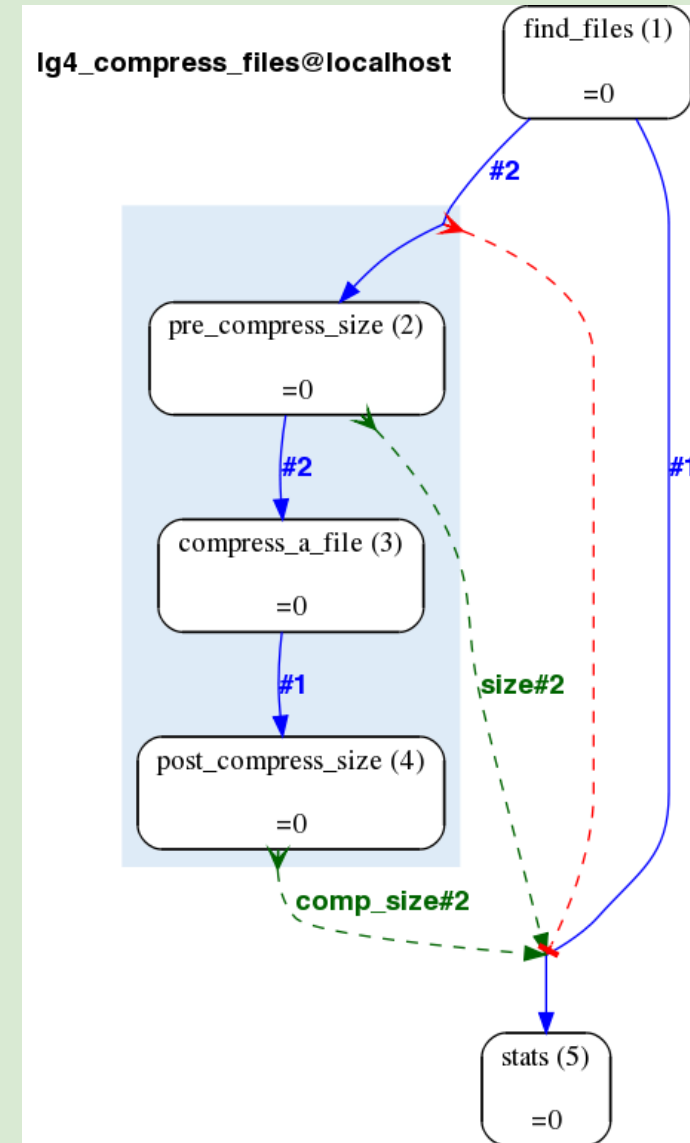 find_files (1)
lg4_compress_files@localhost
=0
#2
pre_compress_size (2)
=0
#2
#1
compress_a_file (3)
=0
#1
size#2
post_compress_size (4)
=0
comp_size#2
stats (5)
=0